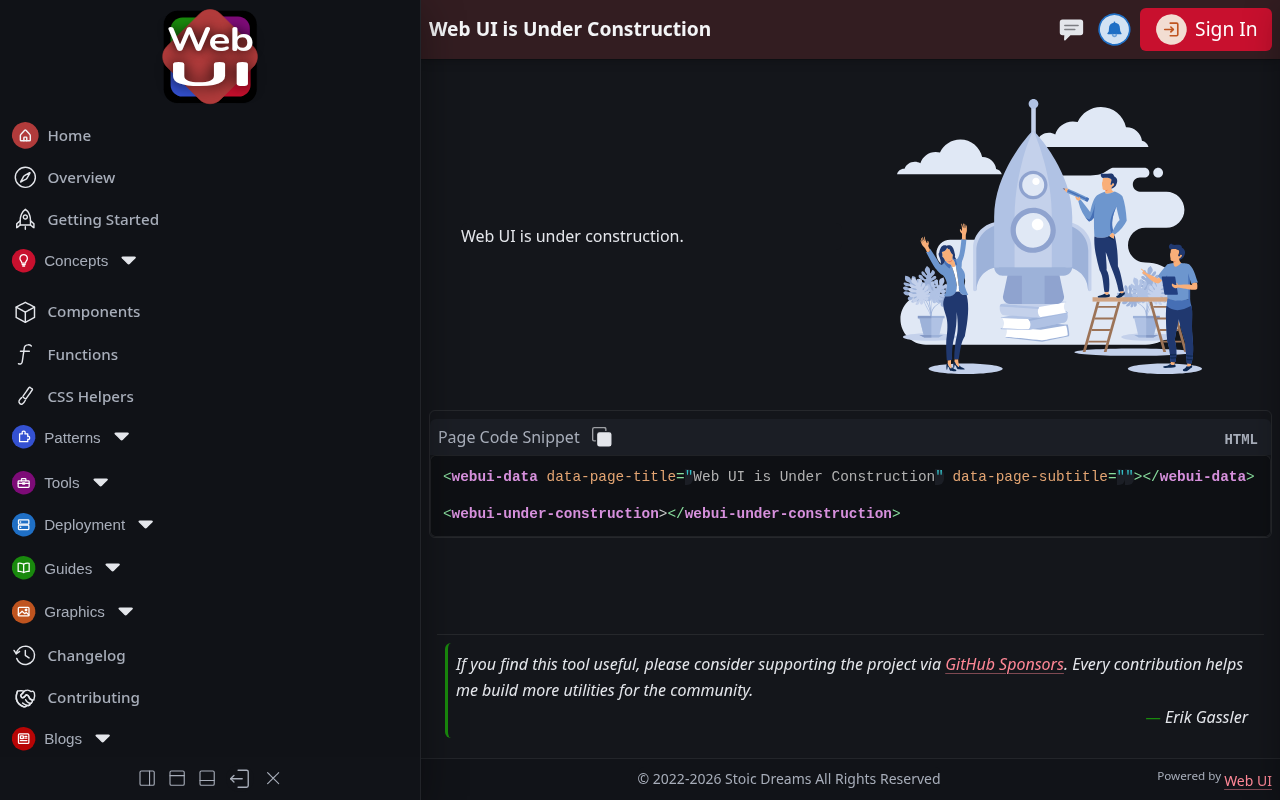 Web
UI
Home
Overview
Getting Started
Concepts
Components
Functions
CSS Helpers
Patterns
Tools
Deployment
Guides
Graphics
Changelog
Contributing
Blogs
Web UI is Under Construction
Sign In
Web UI is under construction.
Page Code Snippet
HTML
<webui-data data-page-title="Web UI is Under Construction" data-page-subtitle=""></webui-data>
<webui-under-construction></webui-under-construction>
If you find this tool useful, please consider supporting the project via GitHub Sponsors. Every contribution helps
me build more utilities for the community.
— Erik Gassler
© 2022-2026 Stoic Dreams All Rights Reserved
Powered by Web UI